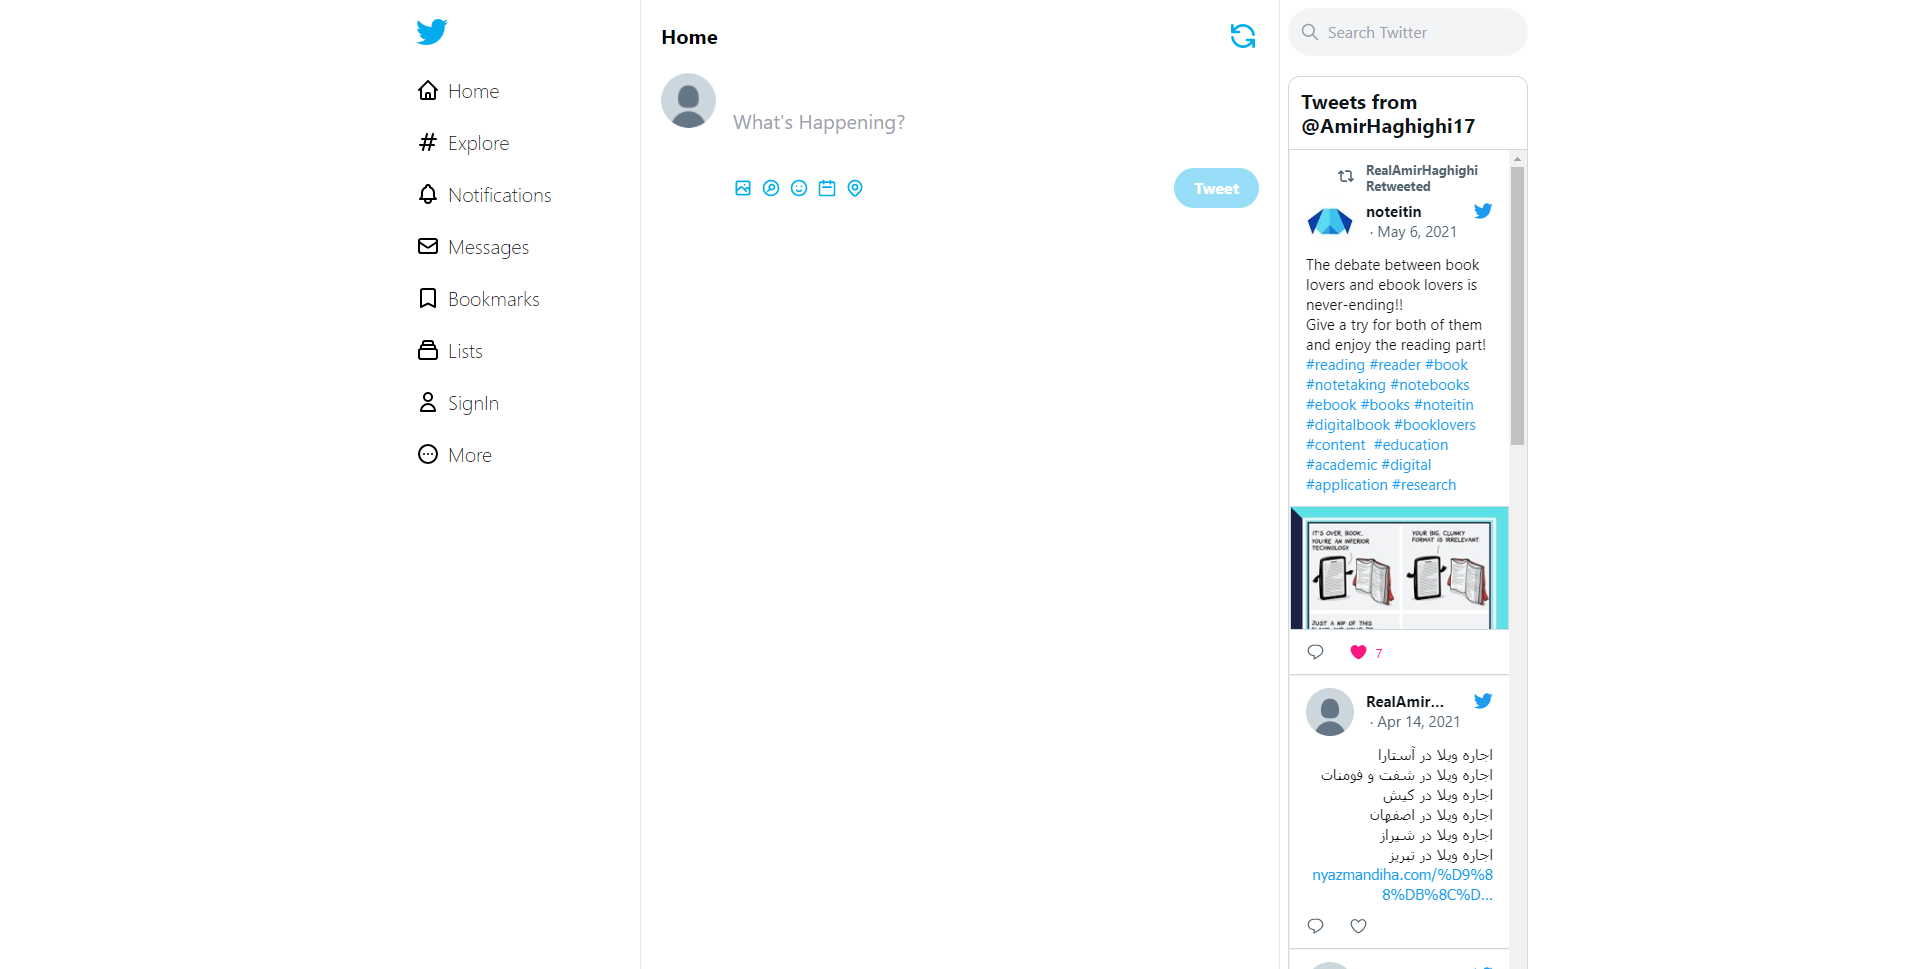 Home
Explore
Notifications
Messages
Bookmarks
Lists
SignIn
More
Home
What's Happening?
Tweet
Search Twitter
Tweets from
@AmirHaghighi17
RealAmirHaghighi
Retweeted
noteitin
· May 6, 2021
The debate between book
lovers and ebook lovers is
never-ending!!
Give a try for both of them
and enjoy the reading part!
#reading #reader #book
#notetaking #notebooks
#ebook #books #noteitin
#digitalbook #booklovers
#content #education
#academic #digital
#application #research
IT'S OVER, BOOK.
YOU'RE AN INFERIOR
TECHNOLOGY.
YOUR BIG, CLUNKY
FORMAT IS IRRELEVANT.
JUST A NIP OF THIS
7
RealAmir...
· Apr 14, 2021
اجاره ویلا در آستارا
اجاره ویلا در شفت و فومنات
اجاره ویلا در کیش
اجاره ویلا در اصفهان
اجاره ویلا در شیراز
اجاره ویلا در تبریز
nyazmandiha.com/%D9%8
8%DB%8C%D...